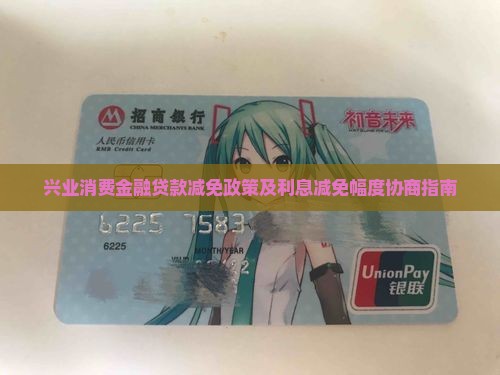 招商银行
CHINA MERCHANTS BANK
人民币信用卡
RMB Credit Card
初音未来
兴业消费金融贷款减免政策及利息减免幅度协商指南
6225 7583
6225
MONTH/YEAR
UnionPay
银联